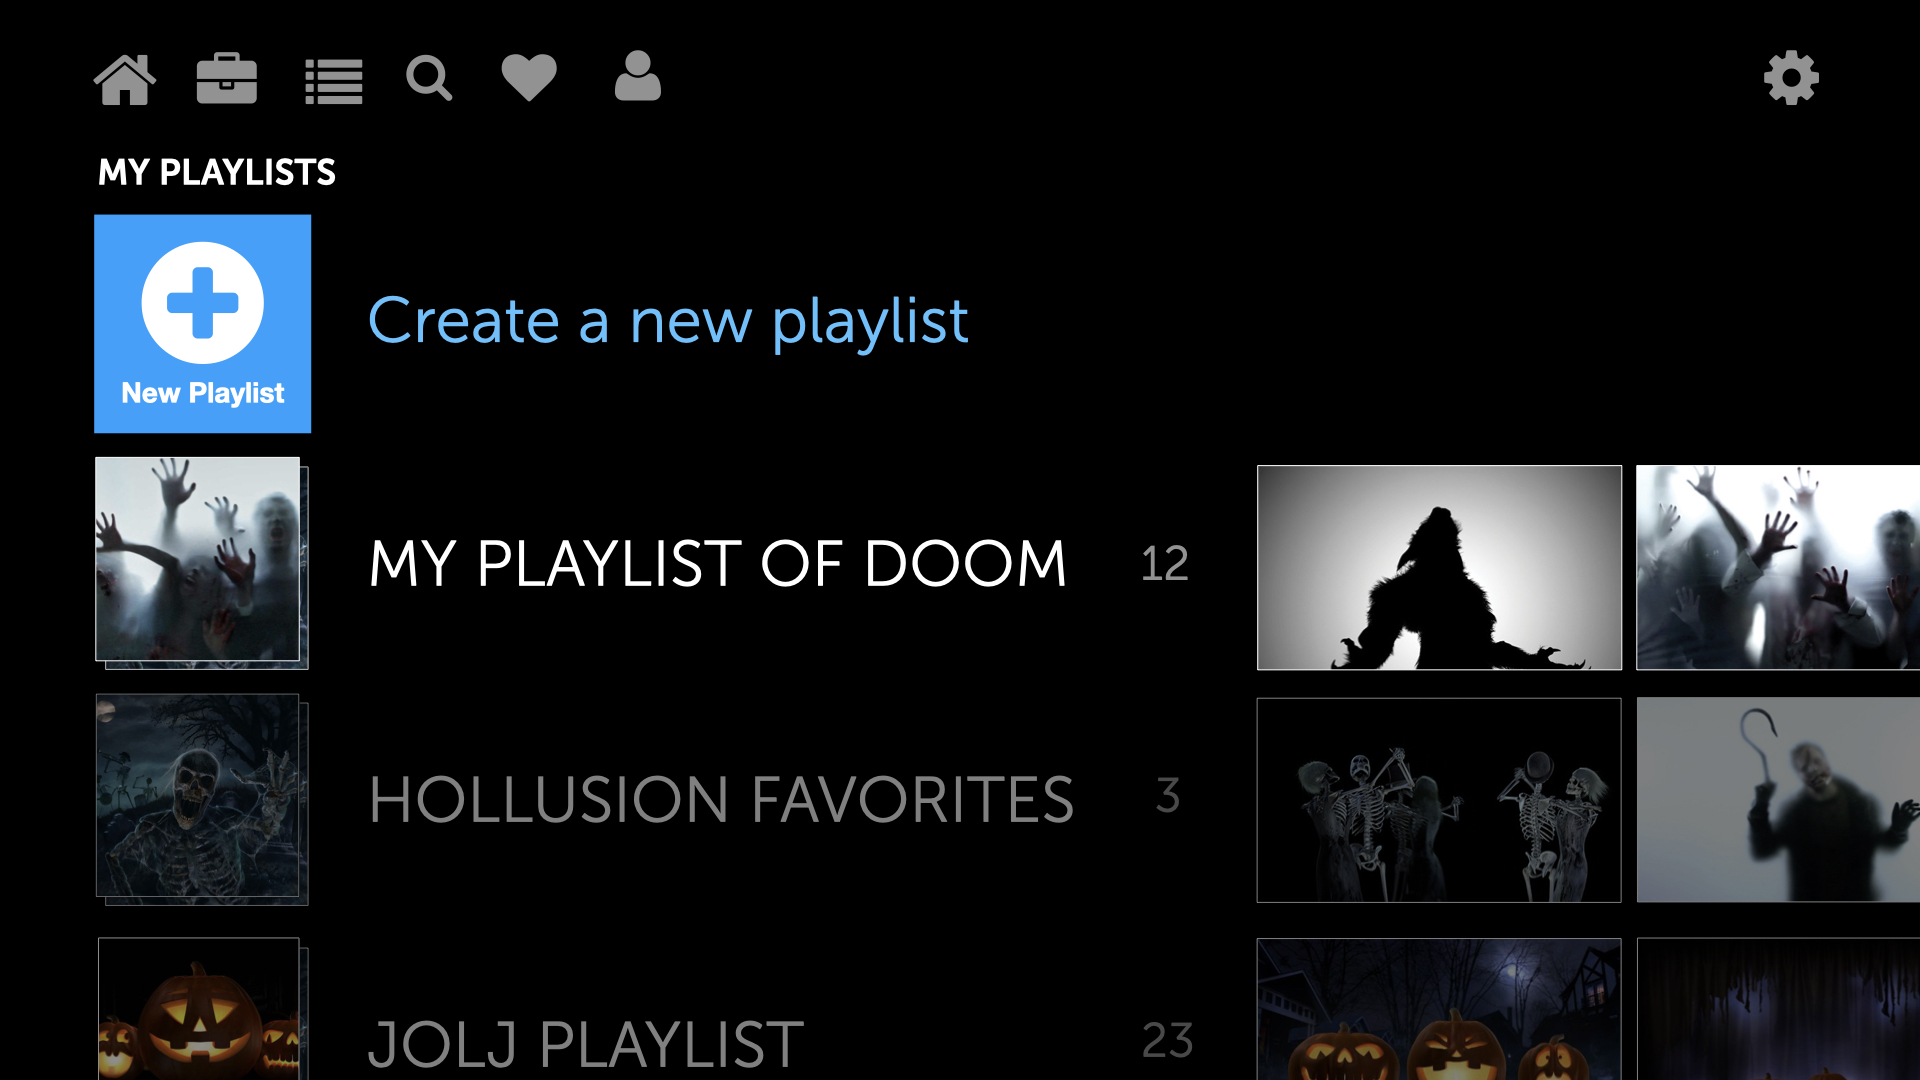 MY PLAYLISTS
New Playlist
Create a new playlist
MY PLAYLIST OF DOOM 12
HOLLUSION FAVORITES 3
JOLJ PLAYLIST 23